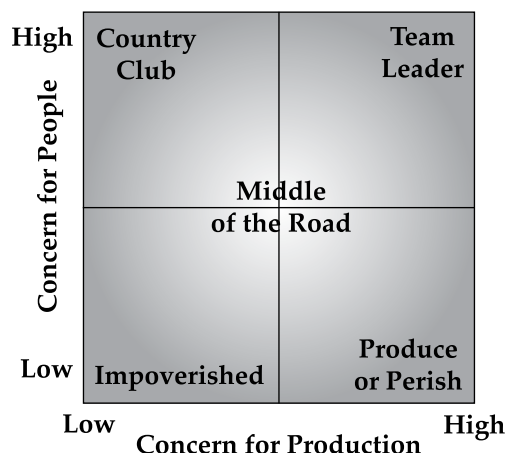 High
Country
Club
Team
Leader
Concern for People
Middle
of the Road
Low
Impoverished
Produce
or Perish
Low
High
Concern for Production